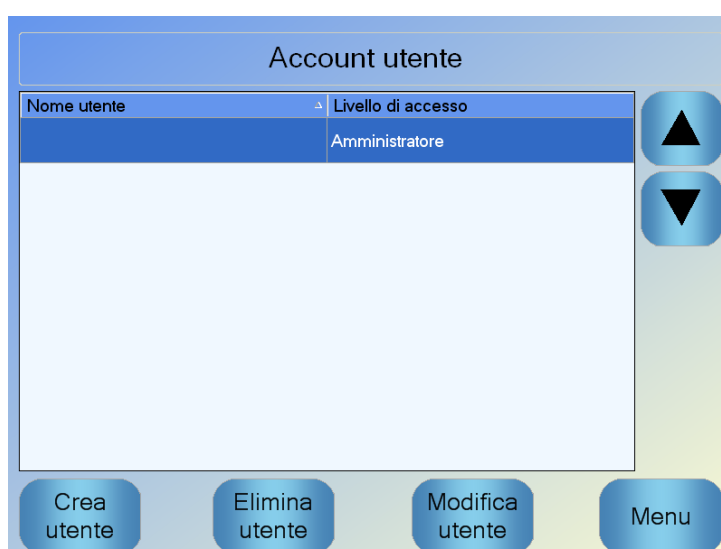 Account utente
Nome utente Livello di accesso
Amministratore
Crea utente
Elimina utente
Modifica utente
Menu